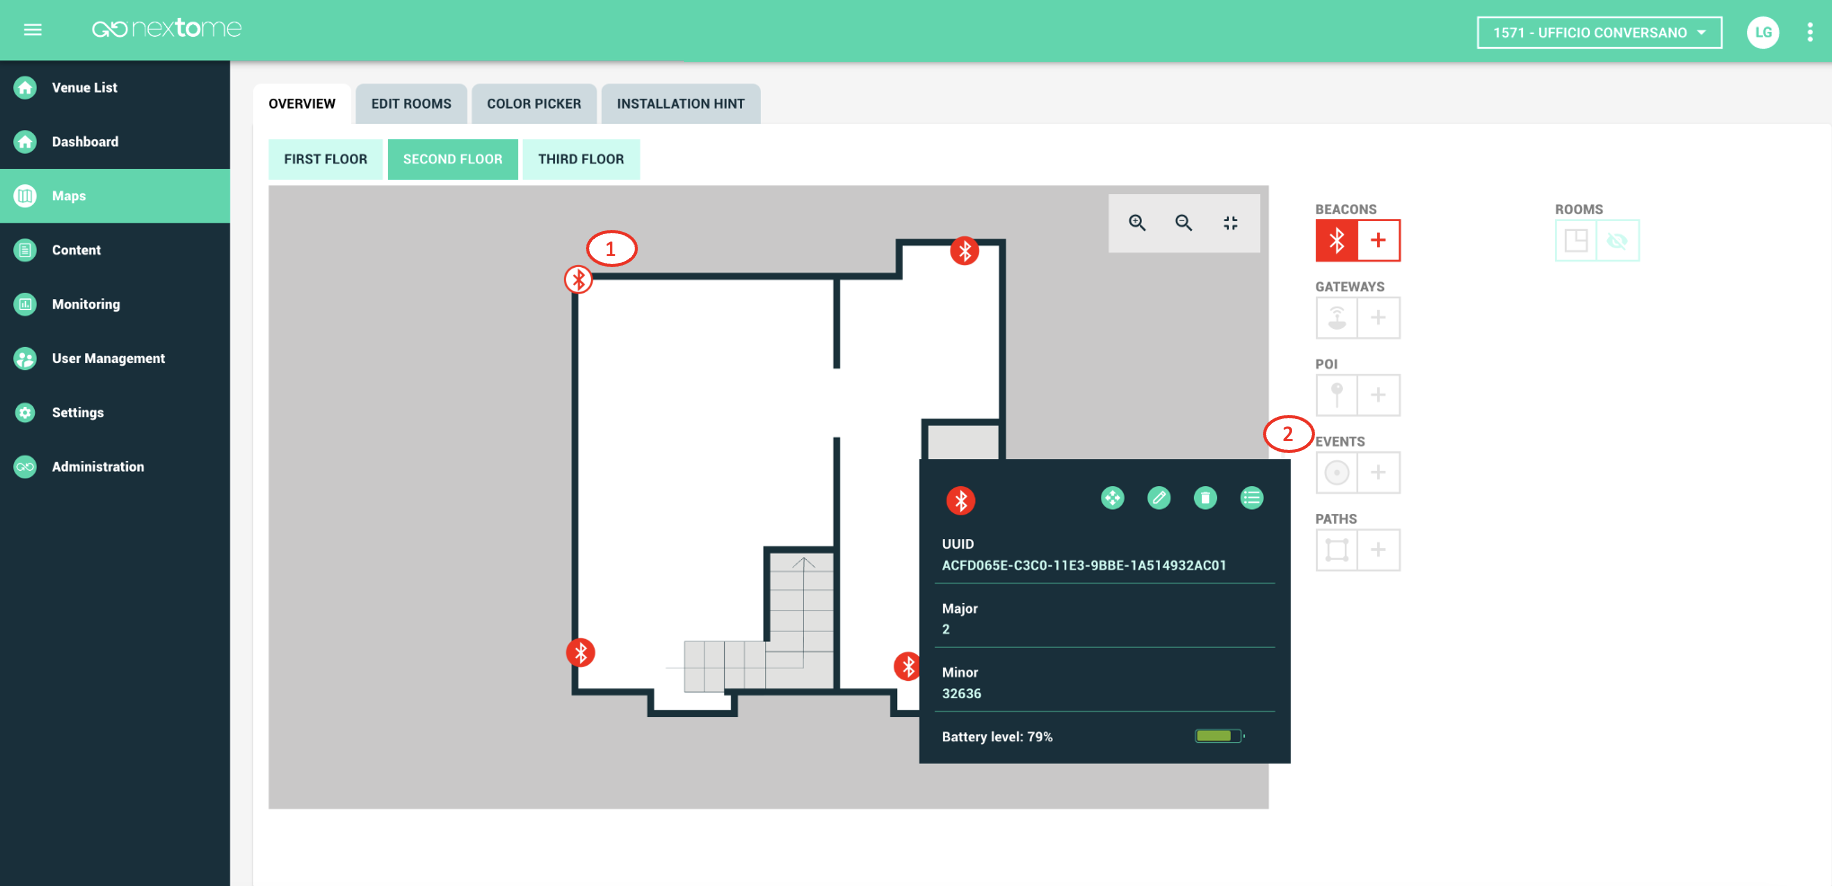 nextome
1571 - UFFICIO CONVERSANO
LG
Venue List
Dashboard
Maps
Content
Monitoring
User Management
Settings
Administration
OVERVIEW
EDIT ROOMS
COLOR PICKER
INSTALLATION HINT
FIRST FLOOR
SECOND FLOOR
THIRD FLOOR
1
2
BEACONS
GATEWAYS
POI
EVENTS
PATHS
ROOMS
UUID
ACFD065E-C3C0-11E3-9BBE-1A514932AC01
Major
2
Minor
32636
Battery level: 79%